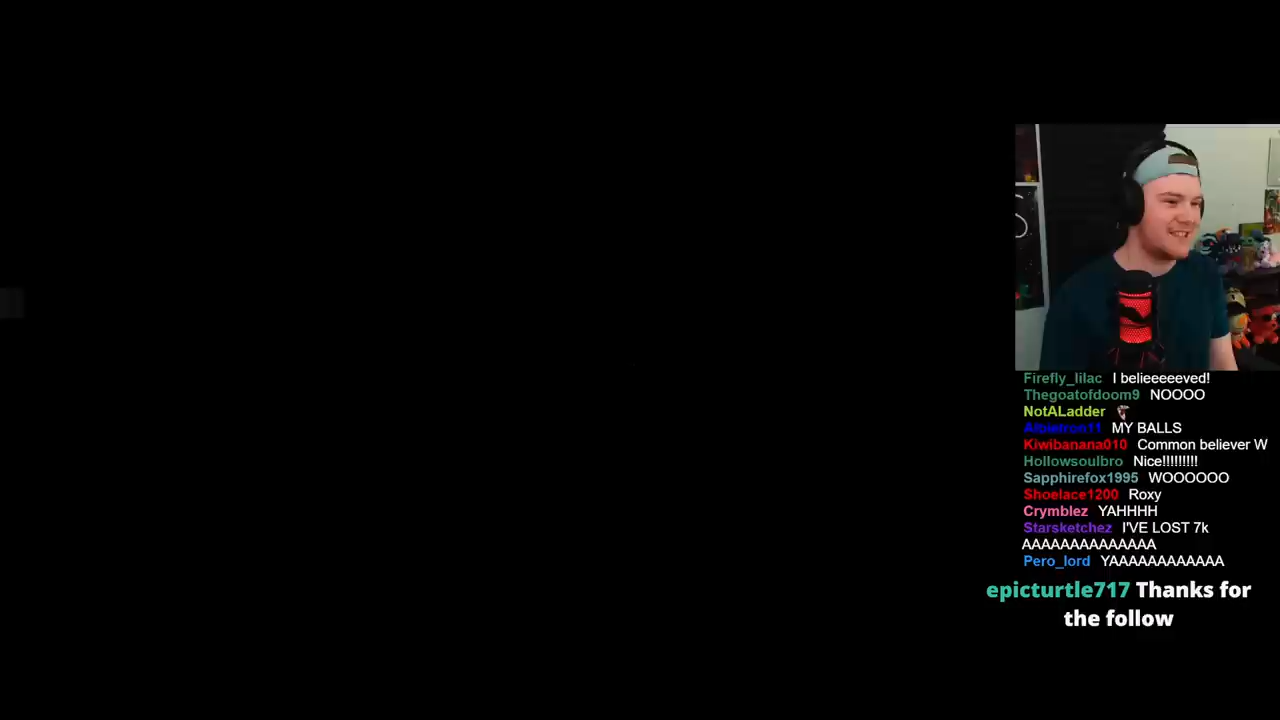 Firefly_lilac I belieeeeeved!
Thegoatofdoom9 NOOOO
NotALadder
Albietron11 MY BALLS
Kiwibanana010 Common believer W
Hollowsoulbro Nice!!!!!!!!!
Sapphirefox1995 WOOOOOO
Shoelace1200 Roxy
Crymblez YAHHHH
Starsketchez I'VE LOST 7k
AAAAAAAAAAAAAA
Pero_lord YAAAAAAAAAAAA
epicturtle717 Thanks for
the follow